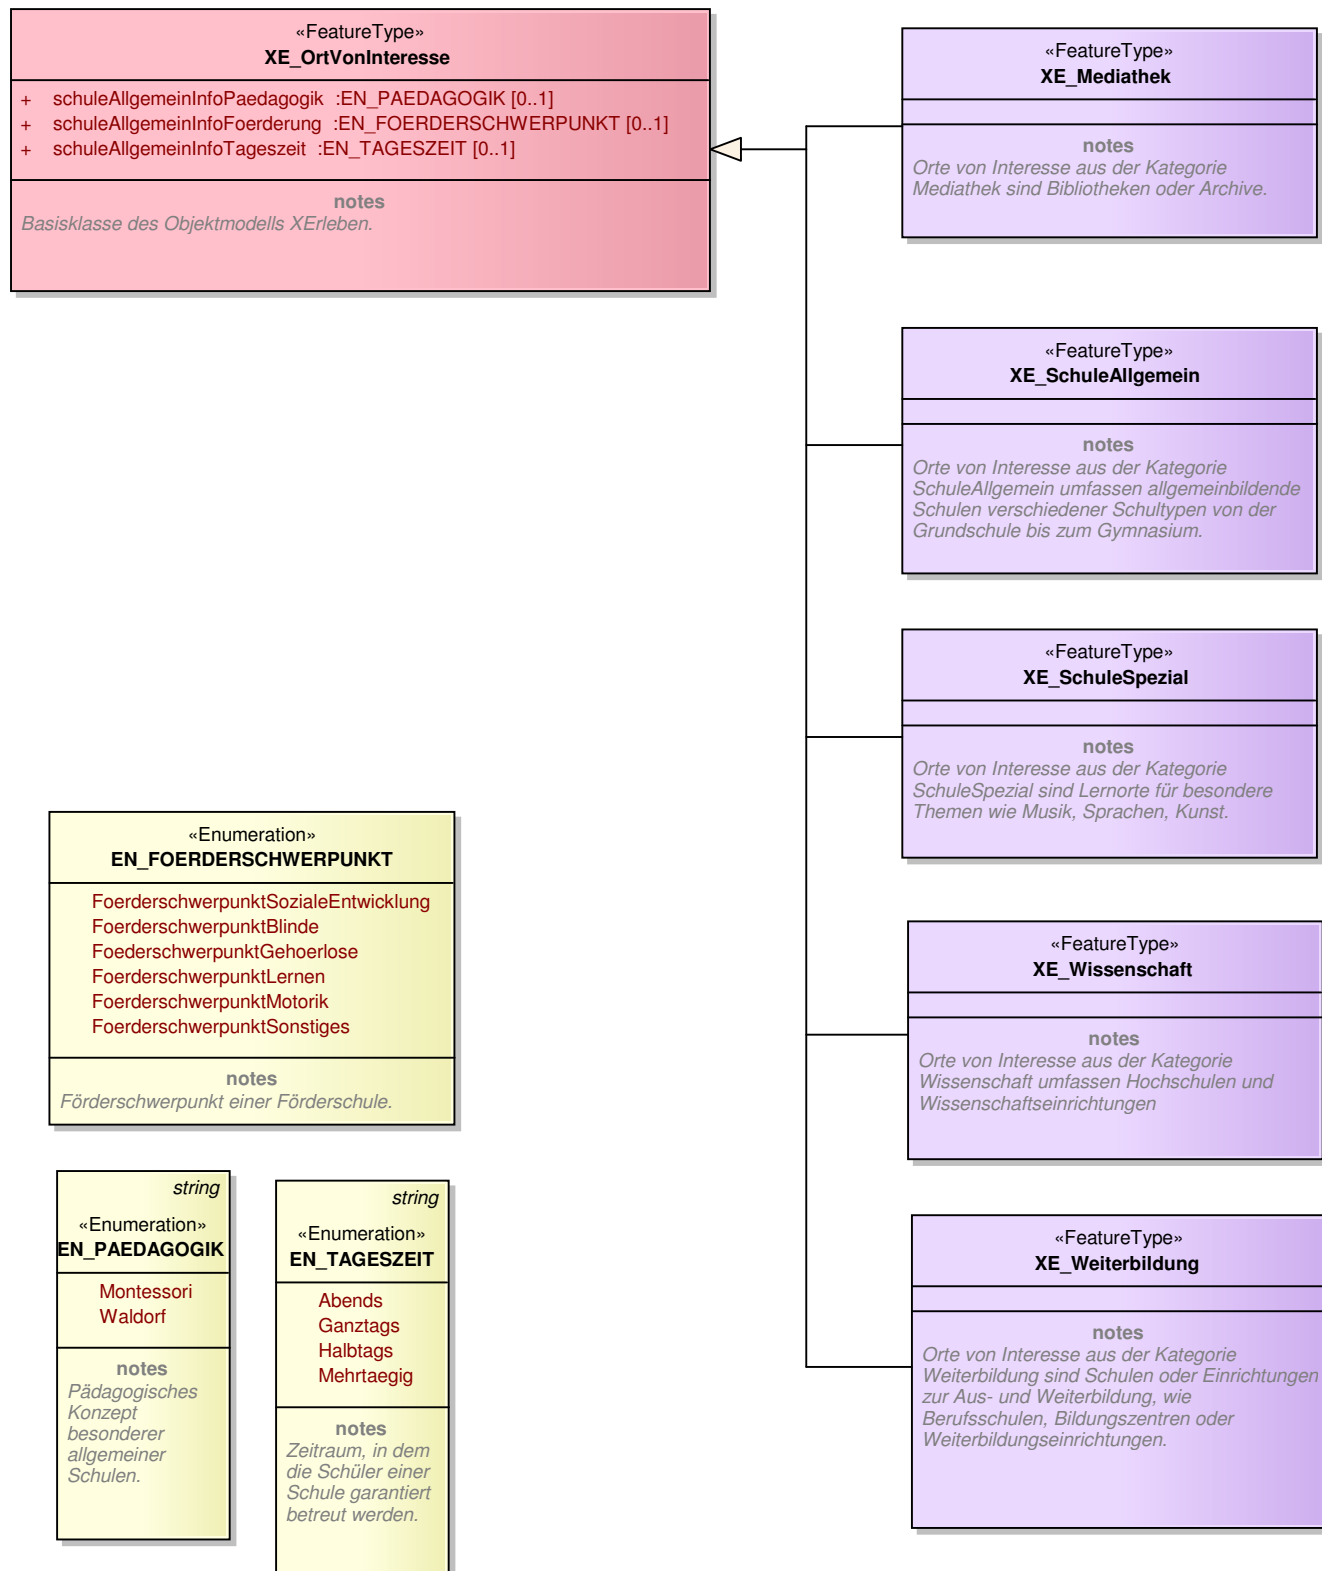 «FeatureType»
XE_OrtVonInteresse
+ schuleAllgemeinInfoPaedagogik :EN_PAEDAGOGIK [0..1]
+ schuleAllgemeinInfoFoerderung :EN_FOERDERSCHWERPUNKT [0..1]
+ schuleAllgemeinInfoTageszeit :EN_TAGESZEIT [0..1]
notes
Basisklasse des Objektmodells XErleben.
«FeatureType»
XE_Mediathek
notes
Orte von Interesse aus der Kategorie
Mediathek sind Bibliotheken oder Archive.
«FeatureType»
XE_SchuleAllgemein
notes
Orte von Interesse aus der Kategorie
SchuleAllgemein umfassen allgemeinbildende
Schulen verschiedener Schultypen von der
Grundschule bis zum Gymnasium.
«FeatureType»
XE_SchuleSpezial
notes
Orte von Interesse aus der Kategorie
SchuleSpezial sind Lernorte für besondere
Themen wie Musik, Sprachen, Kunst.
«Enumeration»
EN_FOERDERSCHWERPUNKT
FoerderschwerpunktSozialeEntwicklung
FoerderschwerpunktBlinde
FoederschwerpunktGehoerlose
FoerderschwerpunktLernen
FoerderschwerpunktMotorik
FoerderschwerpunktSonstiges
notes
Förderschwerpunkt einer Förderschule.
«FeatureType»
XE_Wissenschaft
notes
Orte von Interesse aus der Kategorie
Wissenschaft umfassen Hochschulen und
Wissenschaftseinrichtungen
string
«Enumeration»
EN_PAEDAGOGIK
Montessori
Waldorf
notes
Pädagogisches
Konzept
besonderer
allgemeiner
Schulen.
string
«Enumeration»
EN_TAGESZEIT
Abends
Ganztags
Halbtags
Mehrtaegig
notes
Zeitraum, in dem
die Schüler einer
Schule garantiert
betreut werden.
«FeatureType»
XE_Weiterbildung
notes
Orte von Interesse aus der Kategorie
Weiterbildung sind Schulen oder Einrichtungen
zur Aus- und Weiterbildung, wie
Berufsschulen, Bildungszentren oder
Weiterbildungseinrichtungen.